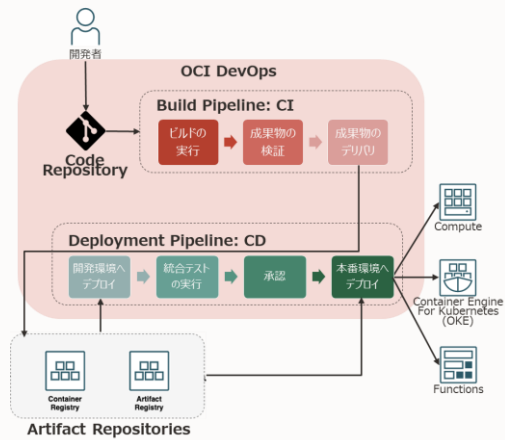 開発者
OCI DevOps
Build Pipeline: CI
ビルドの
実行
成果物の
検証
成果物の
デリバリ
Code
Repository
Deployment Pipeline: CD
開発環境へ
デプロイ
統合テスト
の実行
承認
本番環境へ
デプロイ
Compute
Container Engine
For Kubernetes
(OKE)
Functions
Container
Registry
Artifact
Registry
Artifact Repositories